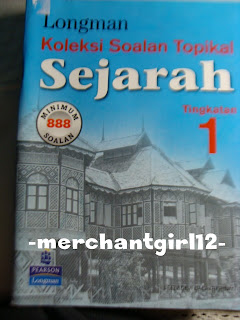 Longman
Koleksi Soalan Topikal
Sejarah
Tingkatan
1
MINIMUM
888
SOALAN
-merchantgirl12-
PEARSON
Longman